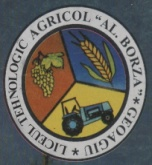 LICEUL TEHNOLOGIC AGRICOL "AL. BORZA" * GEOAGIU *